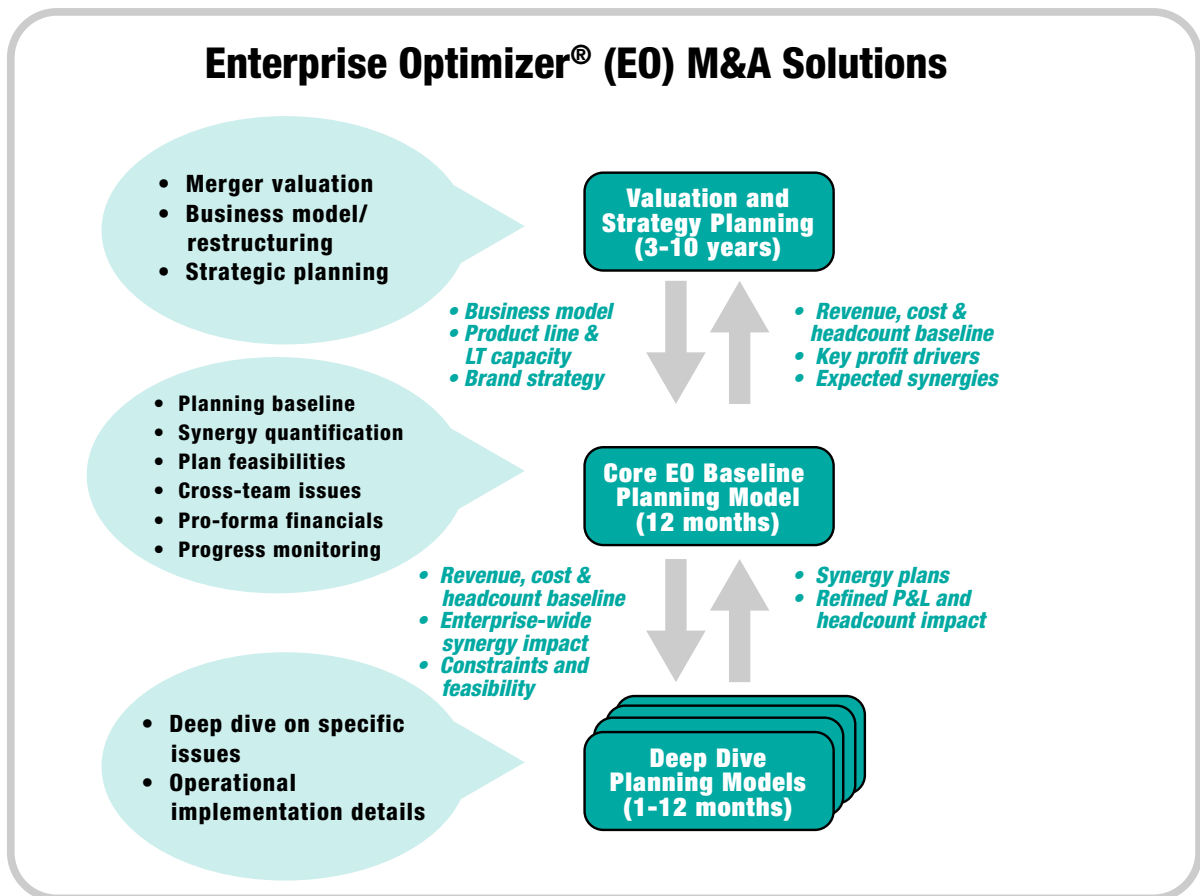 Enterprise Optimizer® (EO) M&A Solutions
• Merger valuation
• Business model/
restructuring
• Strategic planning
Valuation and
Strategy Planning
(3-10 years)
• Business model
• Product line &
LT capacity
• Brand strategy
• Revenue, cost &
headcount baseline
• Key profit drivers
• Expected synergies
• Planning baseline
• Synergy quantification
• Plan feasibilities
• Cross-team issues
• Pro-forma financials
• Progress monitoring
Core EO Baseline
Planning Model
(12 months)
• Revenue, cost &
headcount baseline
• Enterprise-wide
synergy impact
• Constraints and
feasibility
• Synergy plans
• Refined P&L and
headcount impact
• Deep dive on specific
issues
• Operational
implementation details
Deep Dive
Planning Models
(1-12 months)